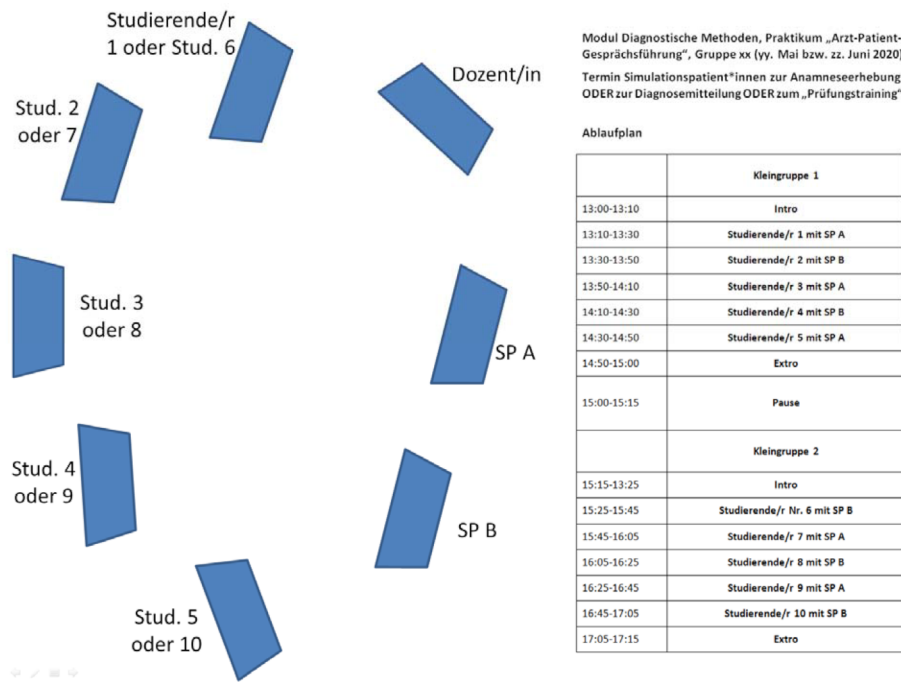 Studierende/r
1 oder Stud. 6
Dozent/in
Stud. 2
oder 7
Stud. 3
oder 8
SP A
Stud. 4
oder 9
SP B
Stud. 5
oder 10
Modul Diagnostische Methoden, Praktikum „Arzt-Patient-
Gesprächsführung“, Gruppe xx (yy. Mai bzw. zz. Juni 2020)
Termin Simulationspatient*innen zur Anamneseerhebung
ODER zur Diagnosemitteilung ODER zum „Prüfungstraining“
Ablaufplan
Kleingruppe 1
13:00-13:10 Intro
13:10-13:30 Studierende/r 1 mit SP A
13:30-13:50 Studierende/r 2 mit SP B
13:50-14:10 Studierende/r 3 mit SP A
14:10-14:30 Studierende/r 4 mit SP B
14:30-14:50 Studierende/r 5 mit SP A
14:50-15:00 Extro
15:00-15:15 Pause
Kleingruppe 2
15:15-13:25 Intro
15:25-15:45 Studierende/r Nr. 6 mit SP B
15:45-16:05 Studierende/r 7 mit SP A
16:05-16:25 Studierende/r 8 mit SP B
16:25-16:45 Studierende/r 9 mit SP A
16:45-17:05 Studierende/r 10 mit SP B
17:05-17:15 Extro